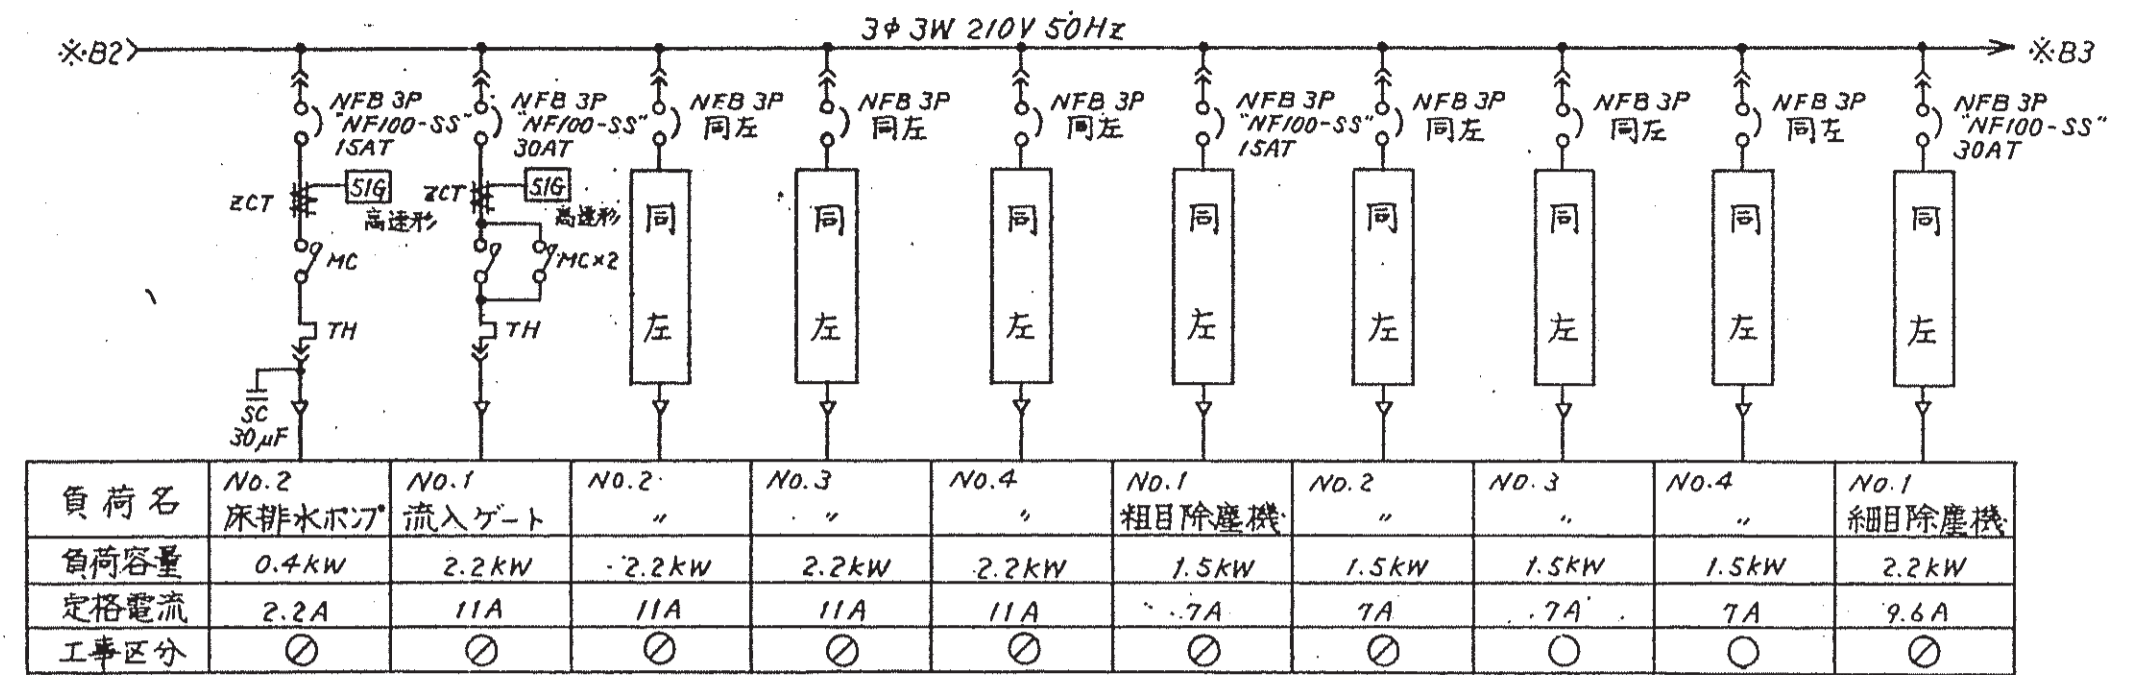 3φ 3W 210V 50Hz
※B2
※B3
NFB 3P
"NF100-SS"
15AT
NFB 3P
"NF100-SS"
30AT
NFB 3P
同左
NFB 3P
同左
NFB 3P
同左
NFB 3P
"NF100-SS"
15AT
NFB 3P
同左
NFB 3P
同左
NFB 3P
同左
NFB 3P
"NF100-SS"
30AT
ZCT
51G
高速形
MC
TH
SC
30μF
ZCT
51G
高速形
MC×2
TH
同左
同左
同左
同左
同左
同左
同左
同左
負荷名 No.2 No.1 No.2 No.3 No.4 No.1 No.2 No.3 No.4 No.1
床排水ポンプ 流入ゲート 〃 〃 〃 粗目除塵機 〃 〃 〃 細目除塵機
負荷容量 0.4kW 2.2kW 2.2kW 2.2kW 2.2kW 1.5kW 1.5kW 1.5kW 1.5kW 2.2kW
定格電流 2.2A 11A 11A 11A 11A 7A 7A 7A 7A 9.6A
工事区分